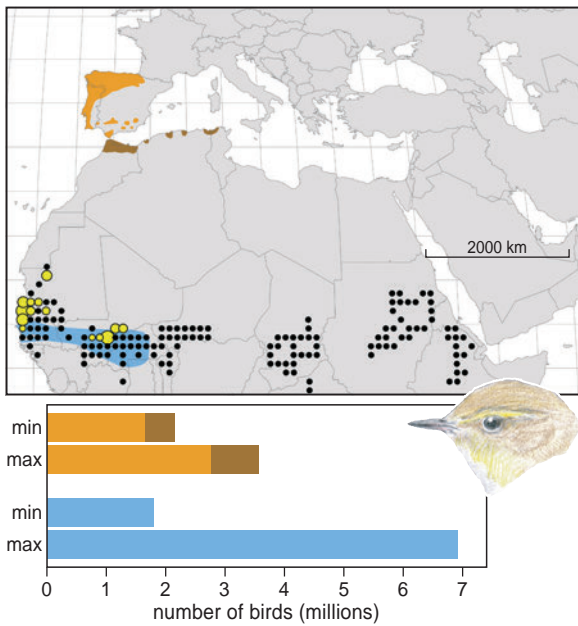 2000 km
min
max
min
max
0 1 2 3 4 5 6 7
number of birds (millions)